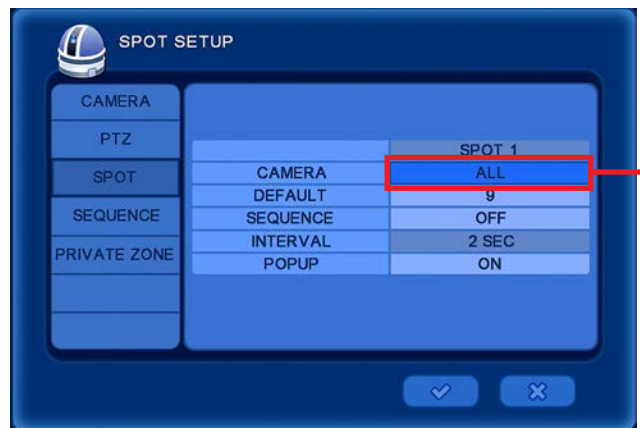 SPOT SETUP
CAMERA
PTZ
SPOT
SEQUENCE
PRIVATE ZONE
SPOT 1
CAMERA ALL
DEFAULT 9
SEQUENCE OFF
INTERVAL 2 SEC
POPUP ON